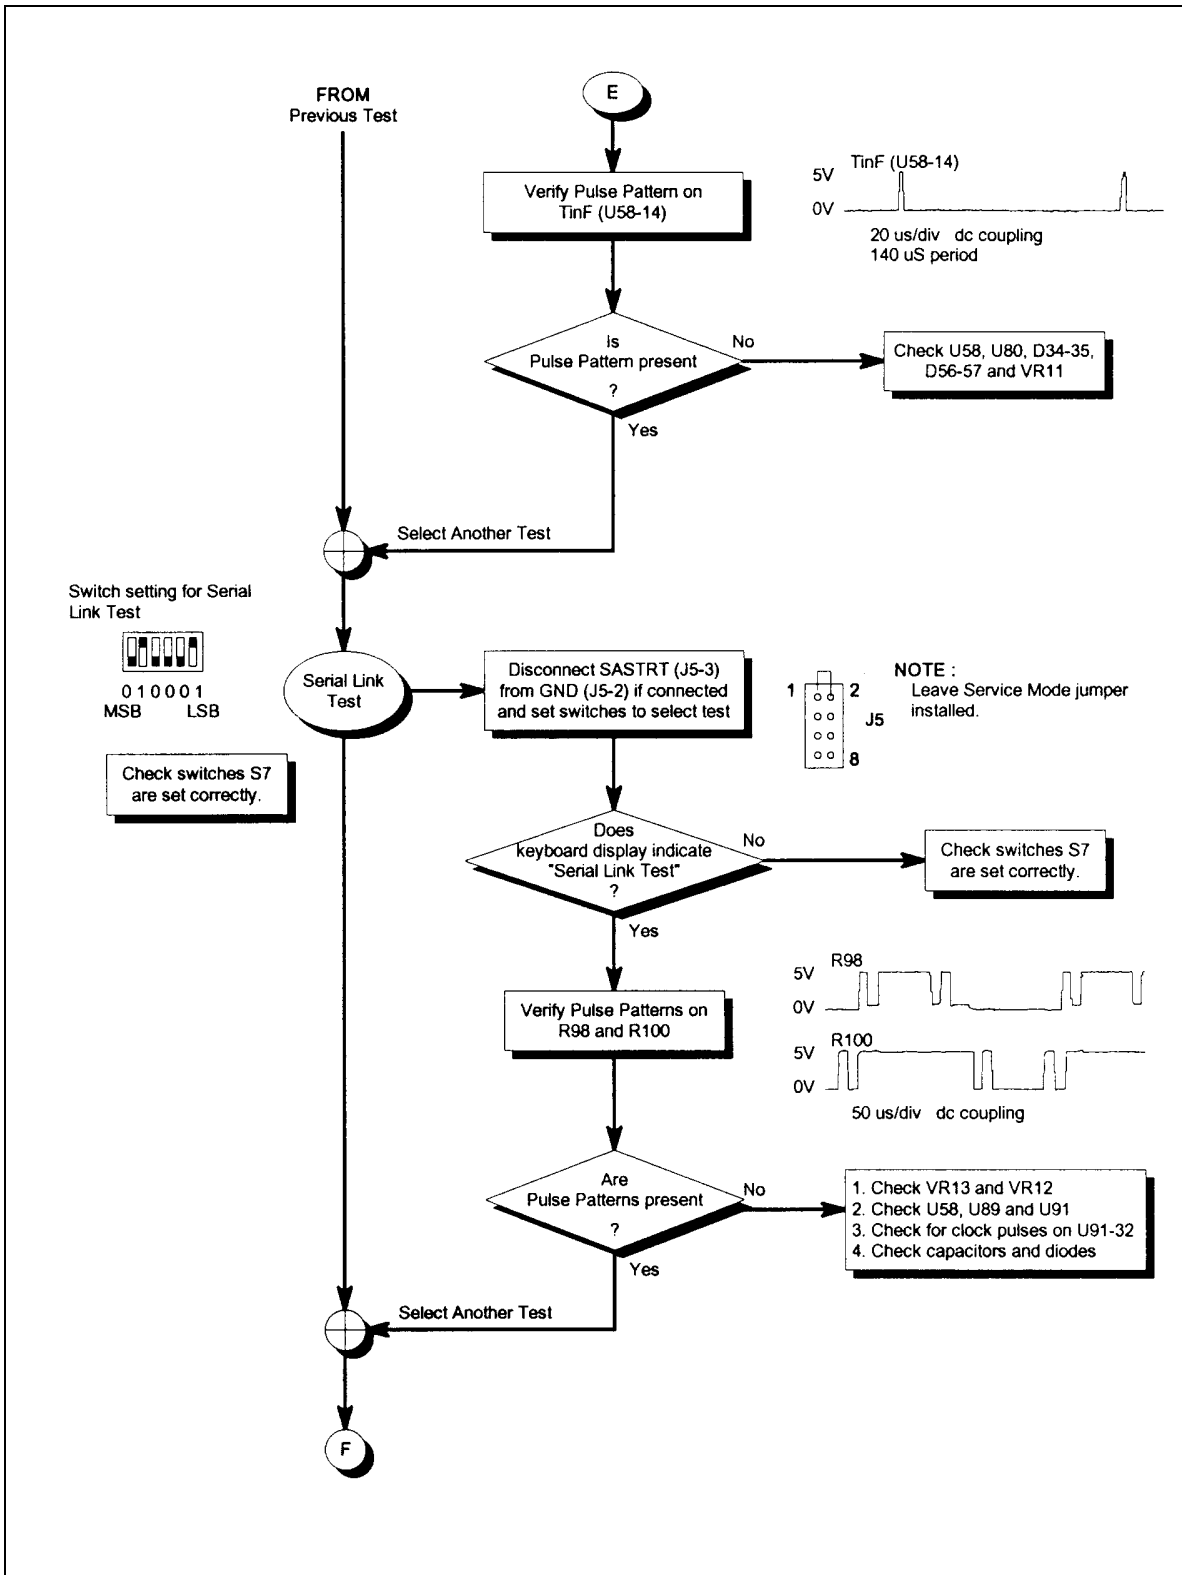 FROM
Previous Test
E
Verify Pulse Pattern on
TinF (U58-14)
TinF (U58-14)
5V
0V
20 us/div dc coupling
140 uS period
Is
Pulse Pattern present
?
No
Check U58, U80, D34-35,
D56-57 and VR11
Yes
Select Another Test
Switch setting for Serial
Link Test
0 1 0 0 0 1
MSB LSB
Check switches S7
are set correctly.
Serial Link
Test
Disconnect SASTRT (J5-3)
from GND (J5-2) if connected
and set switches to select test
1 2
J5
8
NOTE :
Leave Service Mode jumper
installed.
Does
keyboard display indicate
"Serial Link Test"
?
No
Check switches S7
are set correctly.
Yes
Verify Pulse Patterns on
R98 and R100
R98
5V
0V
R100
5V
0V
50 us/div dc coupling
Are
Pulse Patterns present
?
No
1. Check VR13 and VR12
2. Check U58, U89 and U91
3. Check for clock pulses on U91-32
4. Check capacitors and diodes
Yes
Select Another Test
F